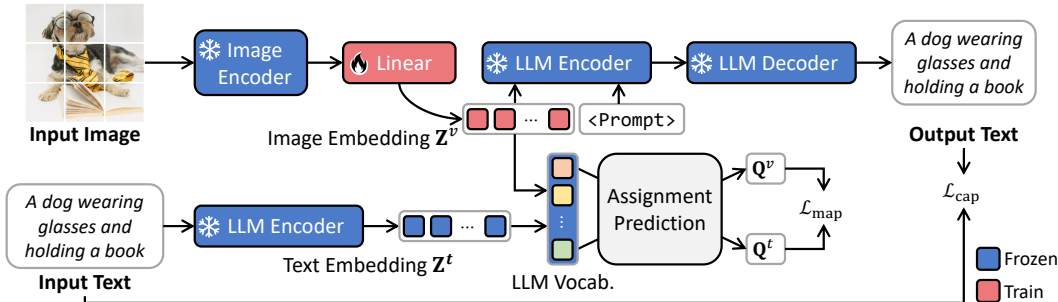 Image
Encoder
Linear
LLM Encoder
LLM Decoder
A dog wearing
glasses and
holding a book
Input Image
Image Embedding Z^v
...
<Prompt>
Output Text
A dog wearing
glasses and
holding a book
Input Text
LLM Encoder
...
Text Embedding Z^t
⋮
LLM Vocab.
Assignment
Prediction
Q^v
Q^t
ℒ_map
ℒ_cap
Frozen
Train